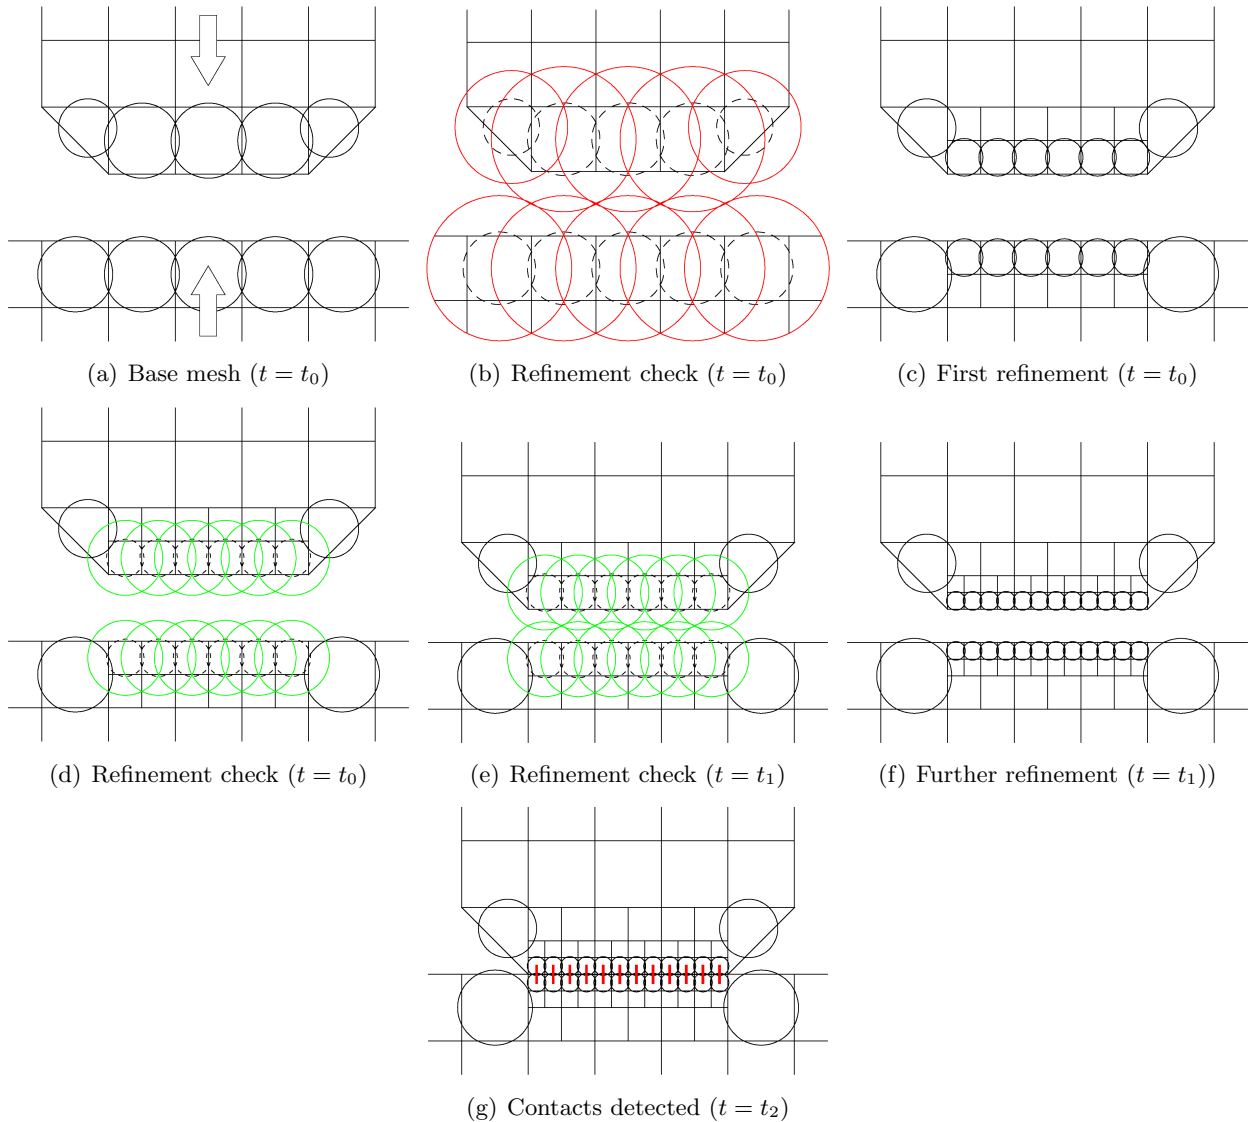 (a) Base mesh (t = t₀)
(b) Refinement check (t = t₀)
(c) First refinement (t = t₀)
(d) Refinement check (t = t₀)
(e) Refinement check (t = t₁)
(f) Further refinement (t = t₁))
(g) Contacts detected (t = t₂)